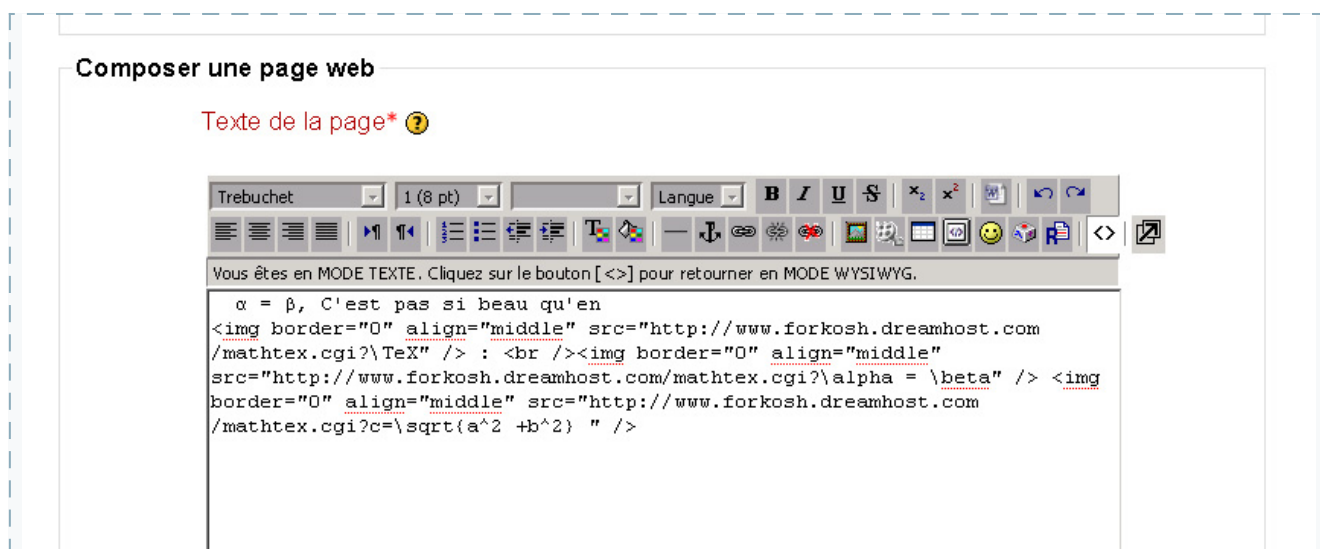 Composer une page web
Texte de la page*
Trebuchet 1 (8 pt) Langue B I U S x₂ x²
Vous êtes en MODE TEXTE. Cliquez sur le bouton [<>] pour retourner en MODE WYSIWYG.
α = β, C'est pas si beau qu'en
<img border="0" align="middle" src="http://www.forkosh.dreamhost.com
/mathtex.cgi?\TeX" /> : <br /><img border="0" align="middle"
src="http://www.forkosh.dreamhost.com/mathtex.cgi?\alpha = \beta" /> <img
border="0" align="middle" src="http://www.forkosh.dreamhost.com
/mathtex.cgi?c=\sqrt{a^2 +b^2} " />